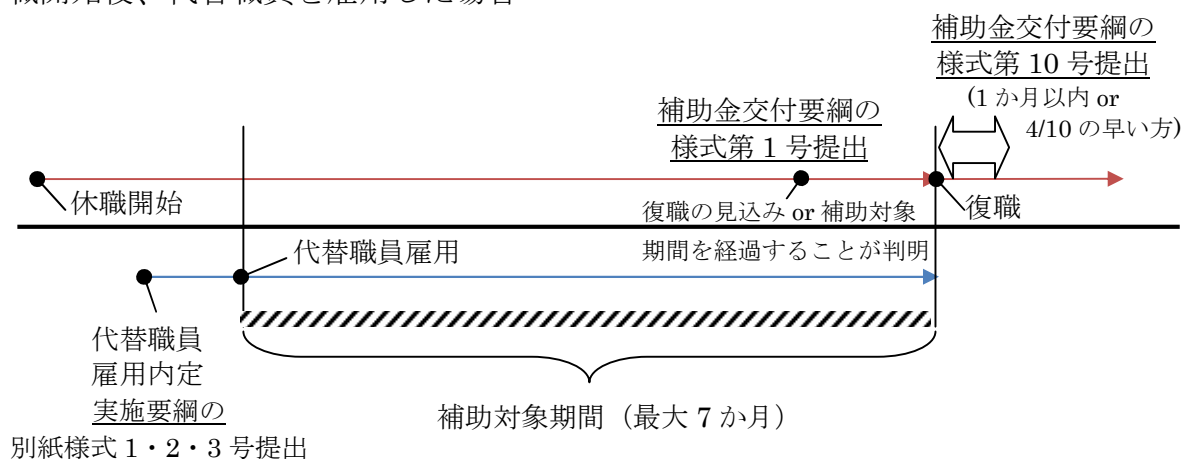 補助金交付要綱の
様式第 10 号提出
(1 か月以内 or
4/10 の早い方)
補助金交付要綱の
様式第 1 号提出
休職開始
復職の見込み or 補助対象
期間を経過することが判明
復職
代替職員雇用
代替職員
雇用内定
実施要綱の
別紙様式 1・2・3 号提出
補助対象期間（最大 7 か月）